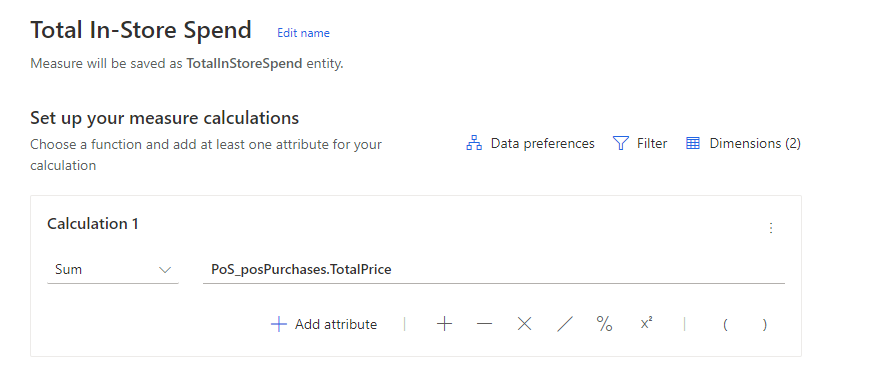 Total In-Store Spend Edit name
Measure will be saved as TotalInStoreSpend entity.
Set up your measure calculations
Choose a function and add at least one attribute for your
calculation
Data preferences Filter Dimensions (2)
Calculation 1
Sum PoS_posPurchases.TotalPrice
+ Add attribute | + — × / % x² | ( )